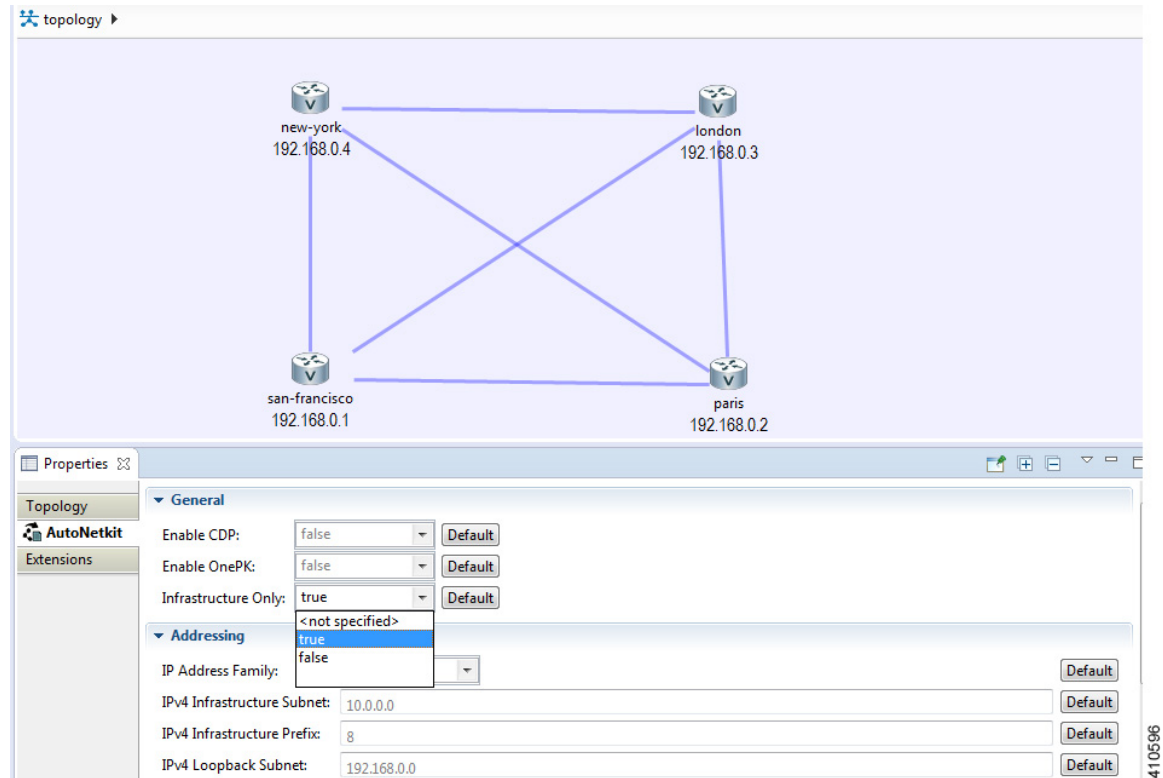 topology
new-york
192.168.0.4
london
192.168.0.3
san-francisco
192.168.0.1
paris
192.168.0.2
Properties
Topology
AutoNetkit
Extensions
General
Enable CDP: false Default
Enable OnePK: false Default
Infrastructure Only: true Default
<not specified>
true
false
Addressing
IP Address Family: Default
IPv4 Infrastructure Subnet: 10.0.0.0 Default
IPv4 Infrastructure Prefix: 8 Default
IPv4 Loopback Subnet: 192.168.0.0 Default
410596